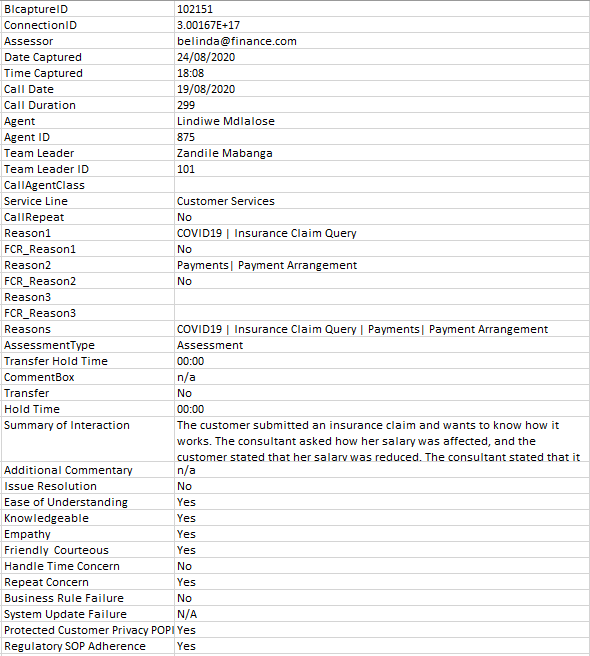 BIcaptureID 102151
ConnectionID 3.00167E+17
Assessor belinda@finance.com
Date Captured 24/08/2020
Time Captured 18:08
Call Date 19/08/2020
Call Duration 299
Agent Lindiwe Mdlalose
Agent ID 875
Team Leader Zandile Mabanga
Team Leader ID 101
CallAgentClass
Service Line Customer Services
CallRepeat No
Reason1 COVID19 | Insurance Claim Query
FCR_Reason1 No
Reason2 Payments| Payment Arrangement
FCR_Reason2 No
Reason3
FCR_Reason3
Reasons COVID19 | Insurance Claim Query | Payments| Payment Arrangement
AssessmentType Assessment
Transfer Hold Time 00:00
CommentBox n/a
Transfer No
Hold Time 00:00
Summary of Interaction The customer submitted an insurance claim and wants to know how it
works. The consultant asked how her salary was affected, and the
customer stated that her salary was reduced. The consultant stated that it
Additional Commentary n/a
Issue Resolution No
Ease of Understanding Yes
Knowledgeable Yes
Empathy Yes
Friendly Courteous Yes
Handle Time Concern No
Repeat Concern Yes
Business Rule Failure No
System Update Failure N/A
Protected Customer Privacy POPI Yes
Regulatory SOP Adherence Yes